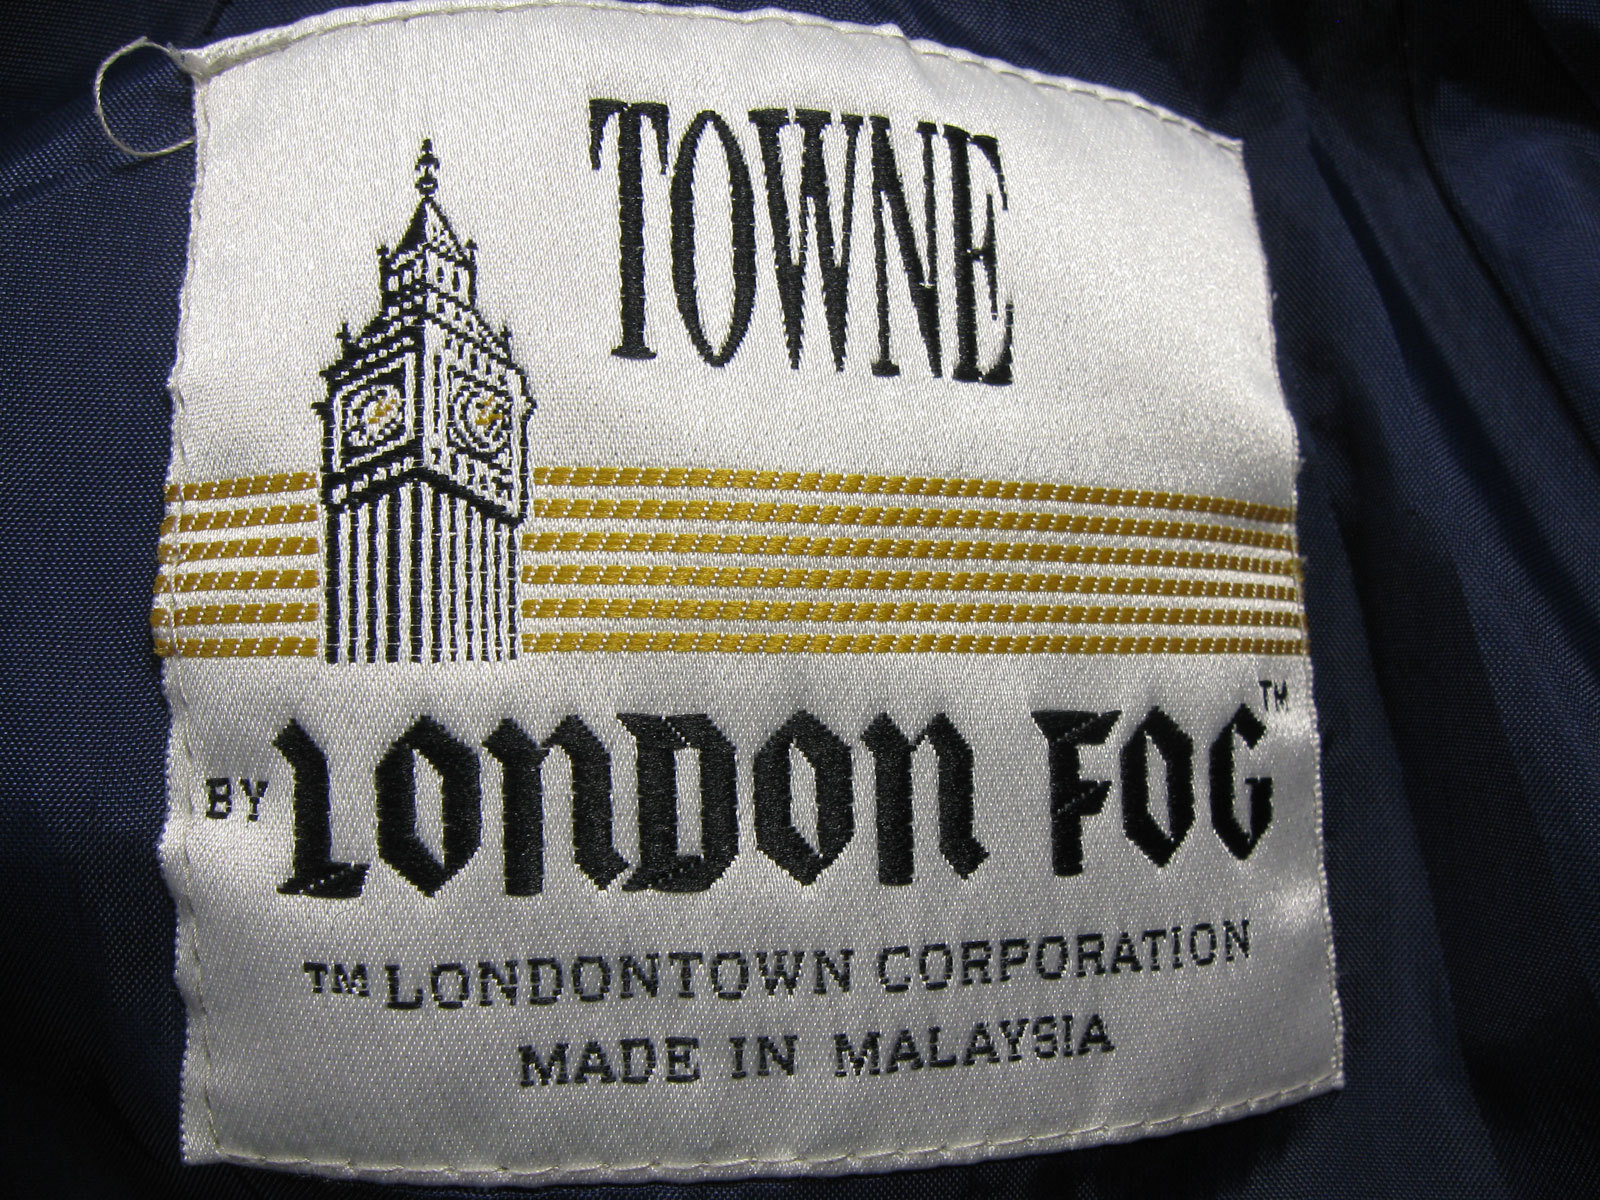 TOWNE
BY LONDON FOG™
™ LONDONTOWN CORPORATION
MADE IN MALAYSIA